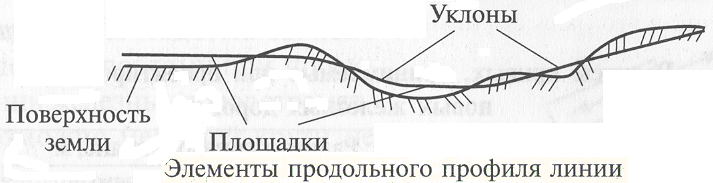 Уклоны
Поверхность
земли
Площадки
Элементы продольного профиля линии